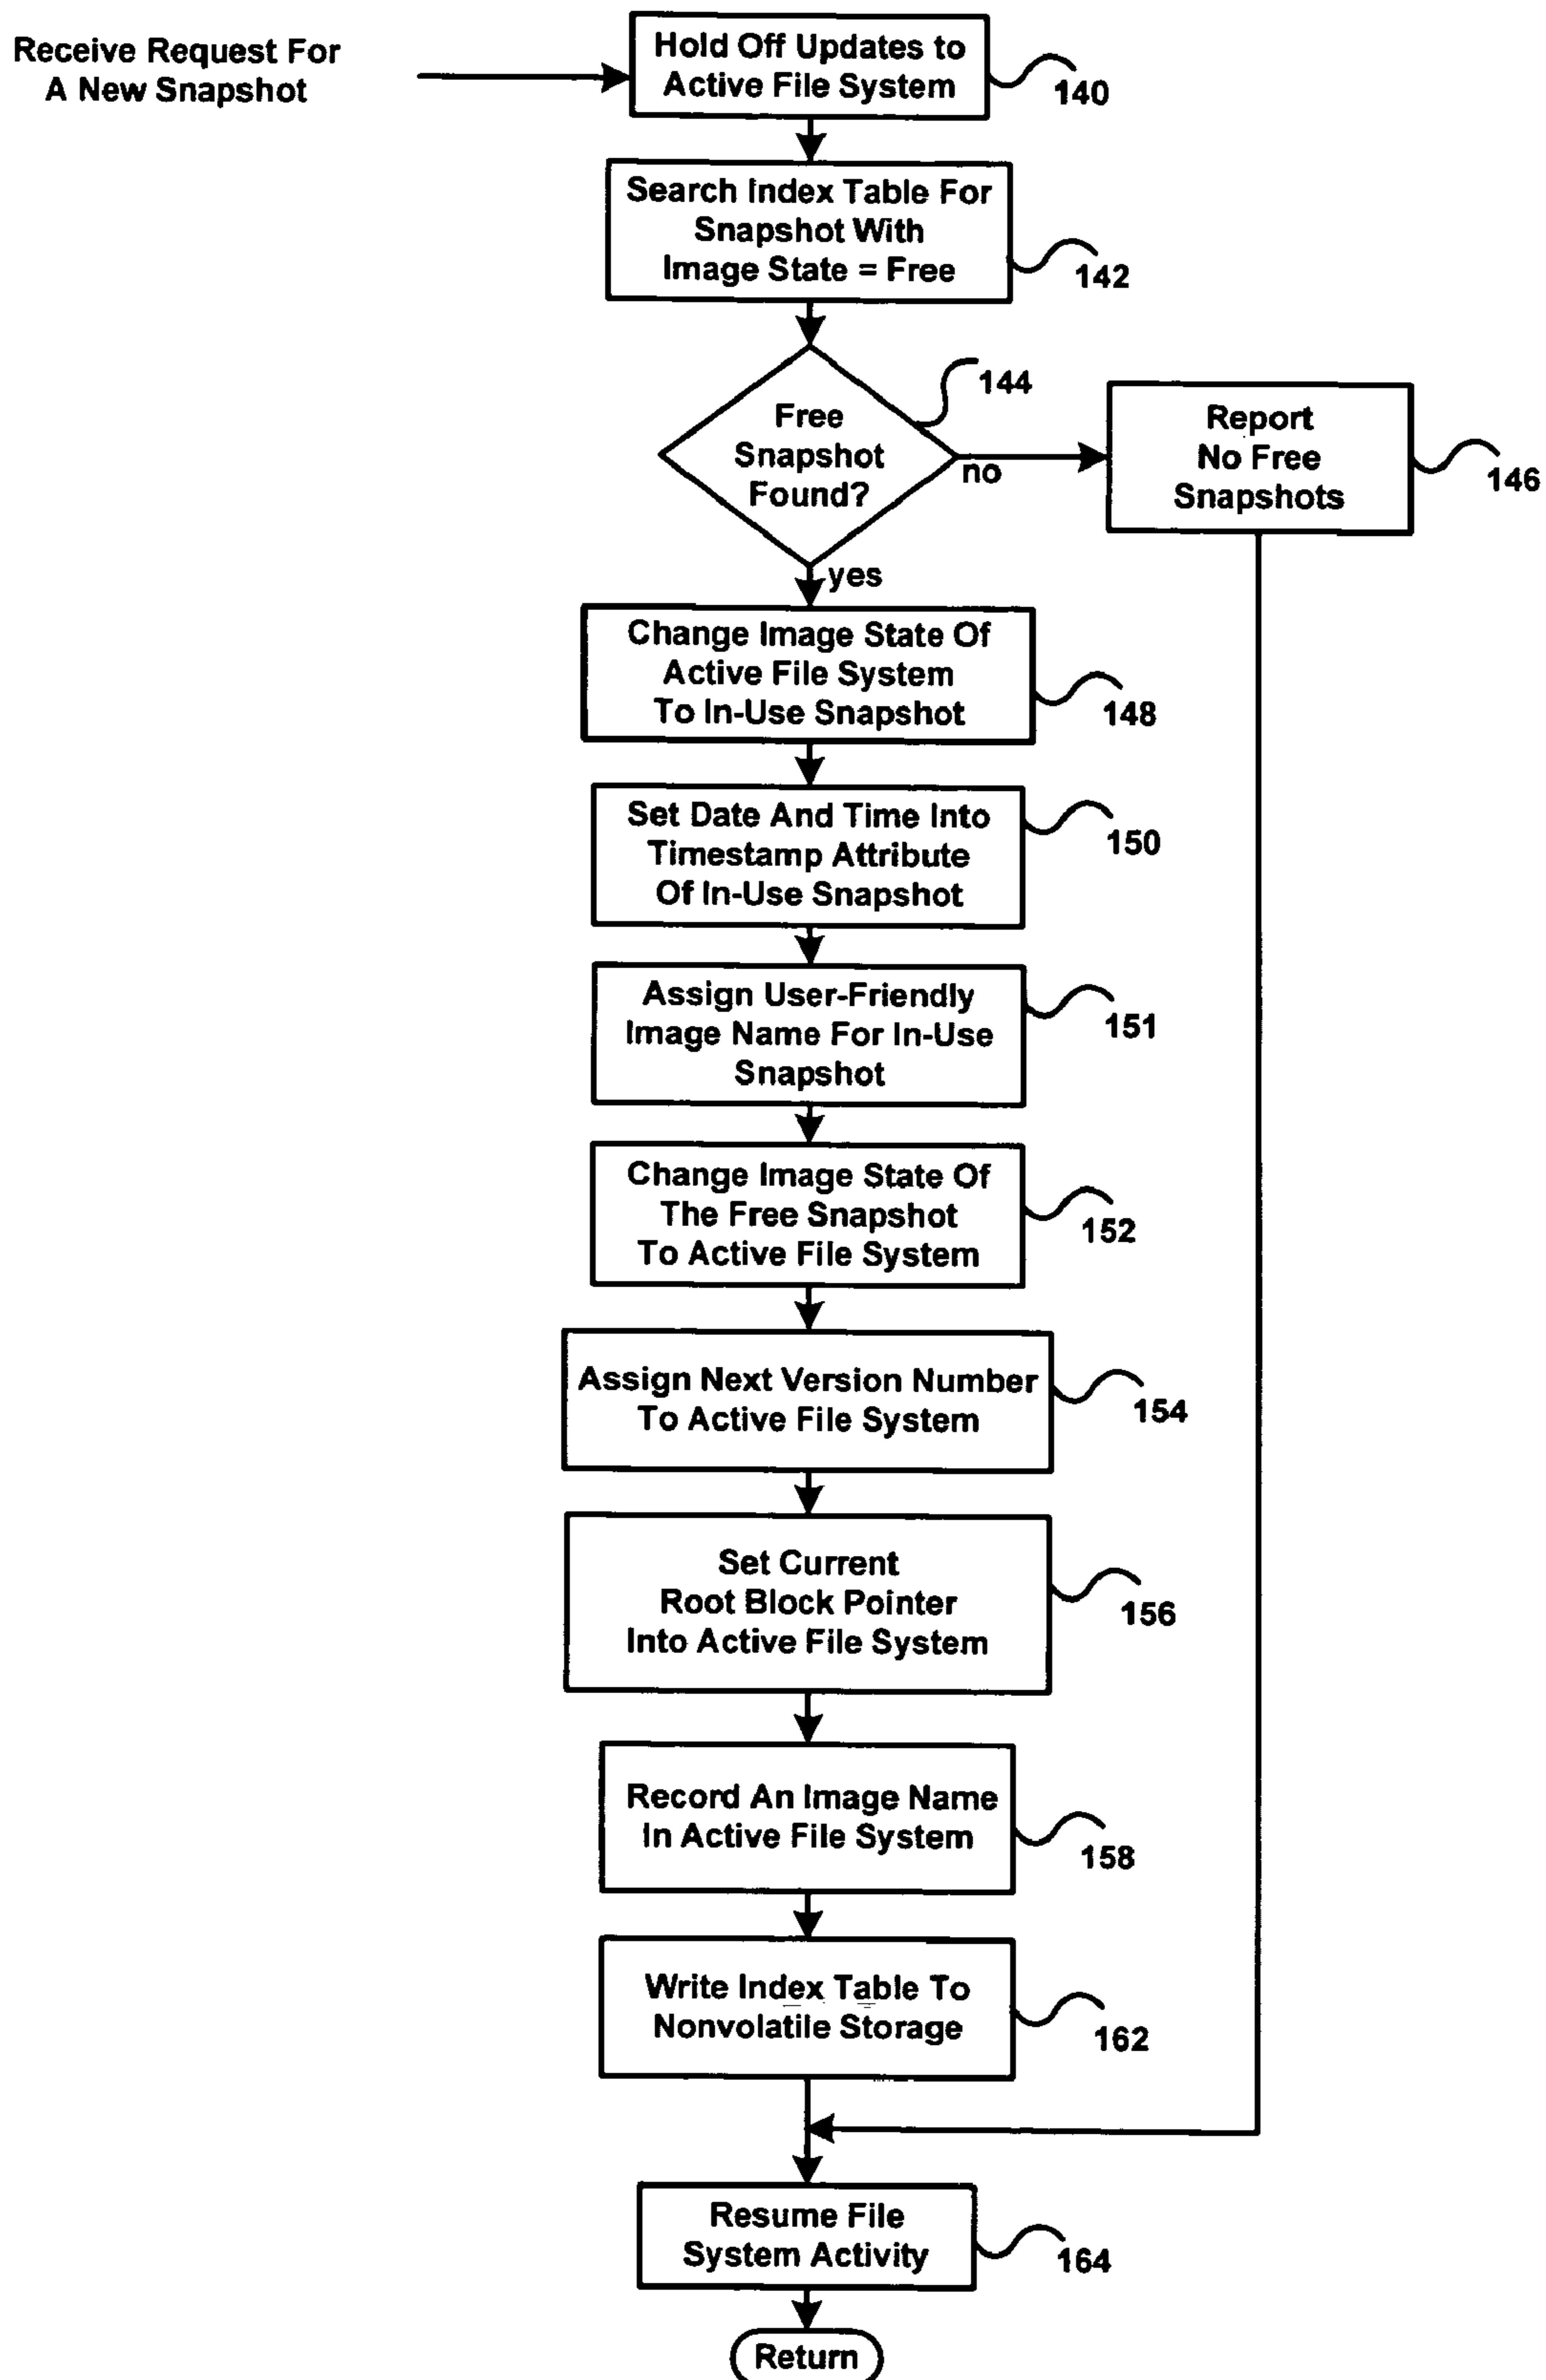 Receive Request For
A New Snapshot
Hold Off Updates to
Active File System
140
Search Index Table For
Snapshot With
Image State = Free
142
Free
Snapshot
Found?
144
no
Report
No Free
Snapshots
146
yes
Change Image State Of
Active File System
To In-Use Snapshot
148
Set Date And Time Into
Timestamp Attribute
Of In-Use Snapshot
150
Assign User-Friendly
Image Name For In-Use
Snapshot
151
Change Image State Of
The Free Snapshot
To Active File System
152
Assign Next Version Number
To Active File System
154
Set Current
Root Block Pointer
Into Active File System
156
Record An Image Name
In Active File System
158
Write Index Table To
Nonvolatile Storage
162
Resume File
System Activity
164
Return